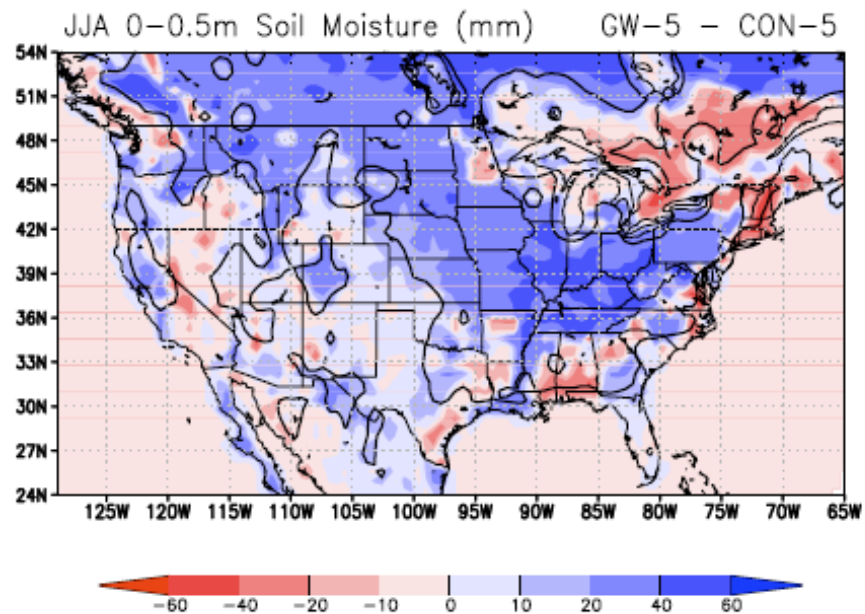 JJA 0-0.5m Soil Moisture (mm) GW-5 - CON-5
54N
51N
48N
45N
42N
39N
36N
33N
30N
27N
24N
125W 120W 115W 110W 105W 100W 95W 90W 85W 80W 75W 70W 65W
-60 -40 -20 -10 0 10 20 40 60